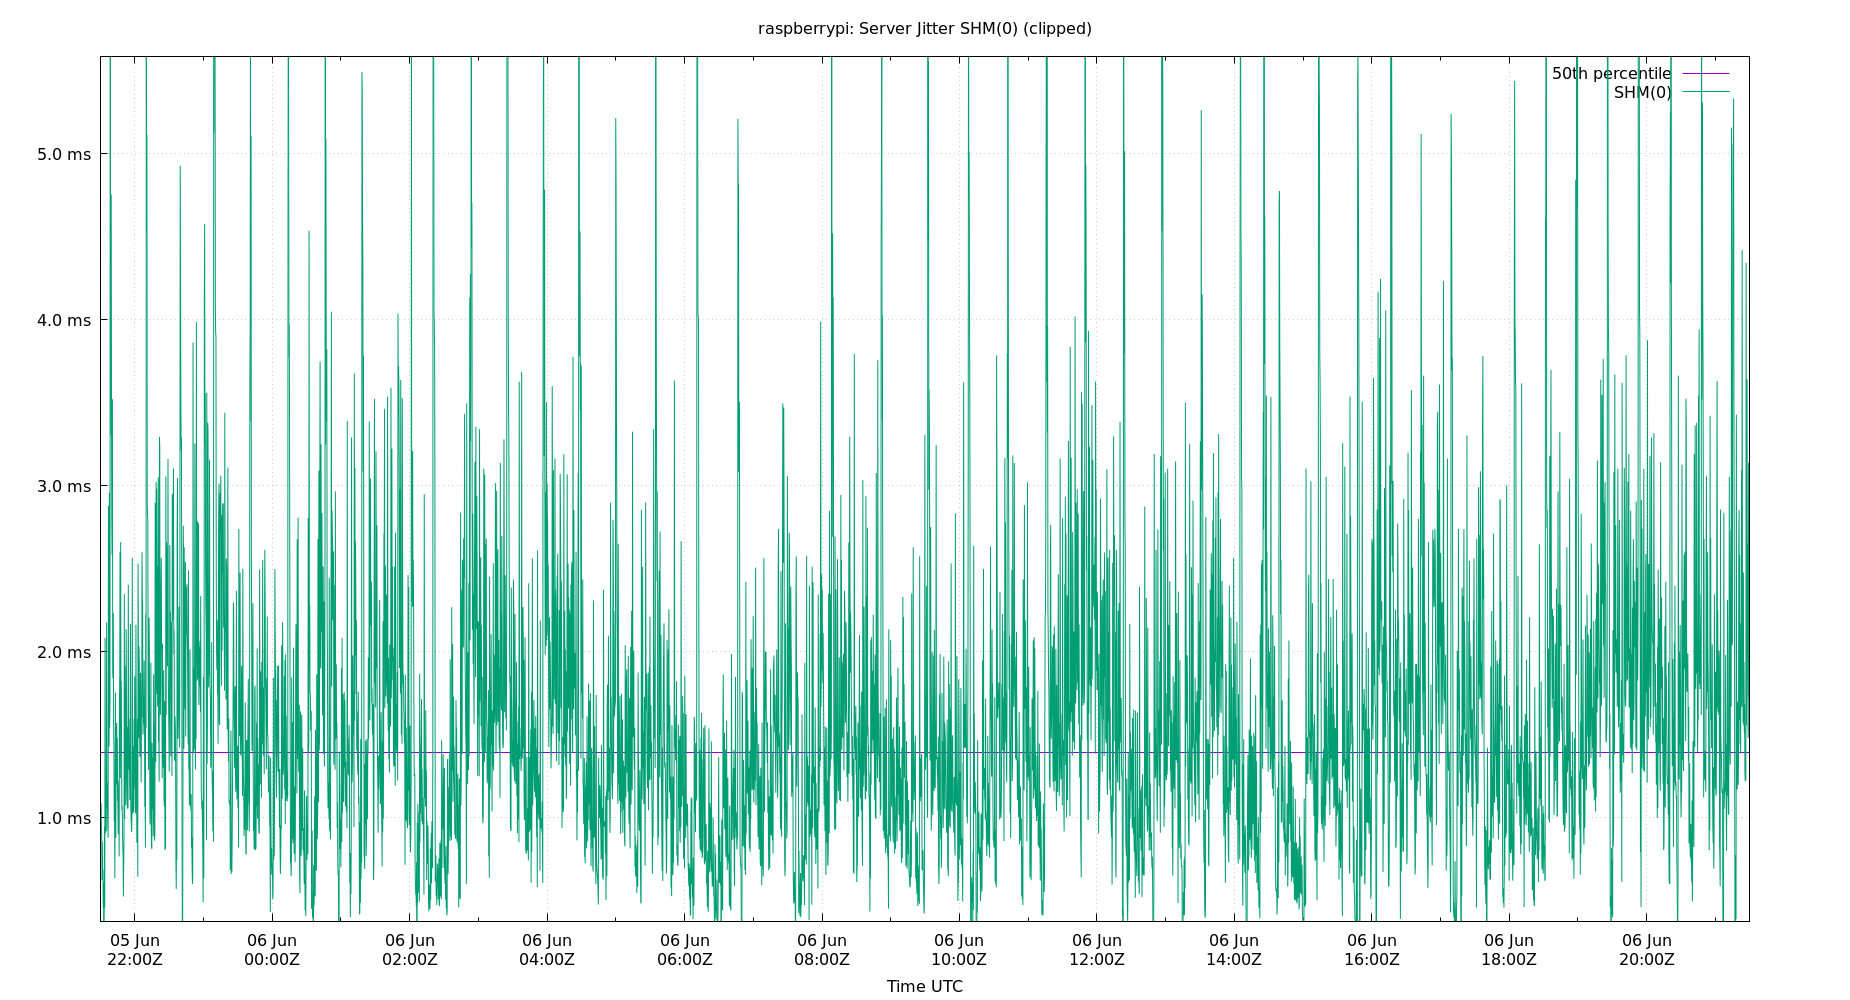 raspberrypi: Server Jitter SHM(0) (clipped)
50th percentile
SHM(0)
5.0 ms
4.0 ms
3.0 ms
2.0 ms
1.0 ms
05 Jun 06 Jun 06 Jun 06 Jun 06 Jun 06 Jun 06 Jun 06 Jun 06 Jun 06 Jun 06 Jun 06 Jun
22:00Z 00:00Z 02:00Z 04:00Z 06:00Z 08:00Z 10:00Z 12:00Z 14:00Z 16:00Z 18:00Z 20:00Z
Time UTC